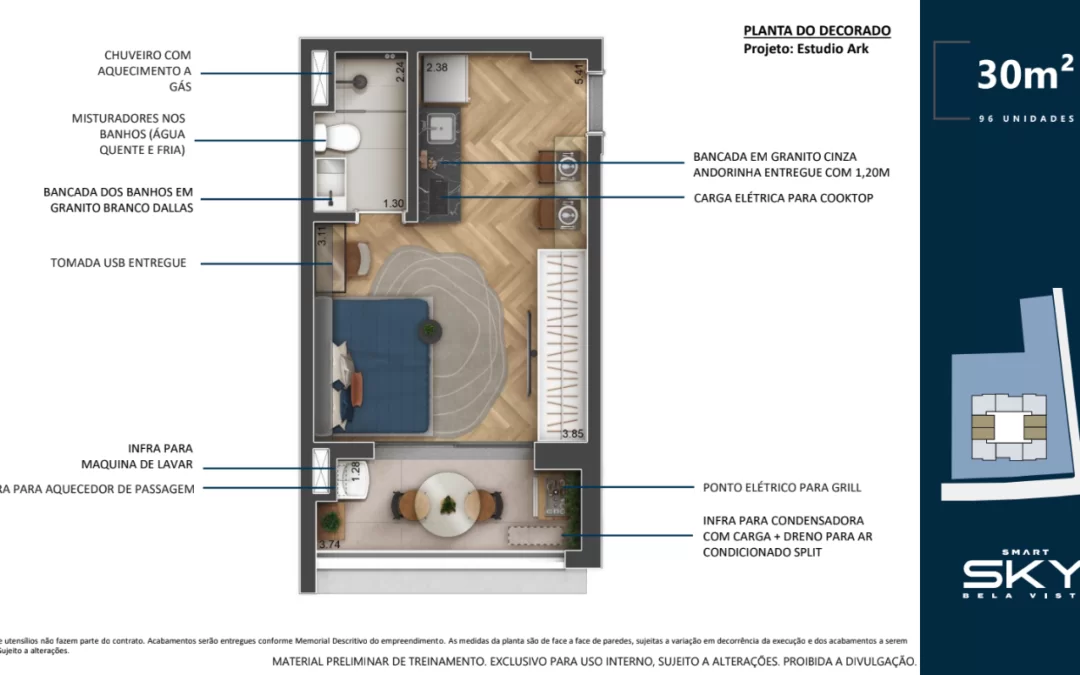 PLANTA DO DECORADO
Projeto: Estudio Ark
30m²
96 UNIDADES
CHUVEIRO COM
AQUECIMENTO A
GÁS
MISTURADORES NOS
BANHOS (ÁGUA
QUENTE E FRIA)
BANCADA DOS BANHOS EM
GRANITO BRANCO DALLAS
TOMADA USB ENTREGUE
INFRA PARA
MAQUINA DE LAVAR
RA PARA AQUECEDOR DE PASSAGEM
2.24
2.38
5.41
1.30
3.11
3.85
1.28
3.74
BANCADA EM GRANITO CINZA
ANDORINHA ENTREGUE COM 1,20M
CARGA ELÉTRICA PARA COOKTOP
PONTO ELÉTRICO PARA GRILL
INFRA PARA CONDENSADORA
COM CARGA + DRENO PARA AR
CONDICIONADO SPLIT
SMART
SKY
BELA VIST
e utensílios não fazem parte do contrato. Acabamentos serão entregues conforme Memorial Descritivo do empreendimento. As medidas da planta são de face a face de paredes, sujeitas a variação em decorrência da execução e dos acabamentos a serem
Sujeito a alterações.
MATERIAL PRELIMINAR DE TREINAMENTO. EXCLUSIVO PARA USO INTERNO, SUJEITO A ALTERAÇÕES. PROIBIDA A DIVULGAÇÃO.